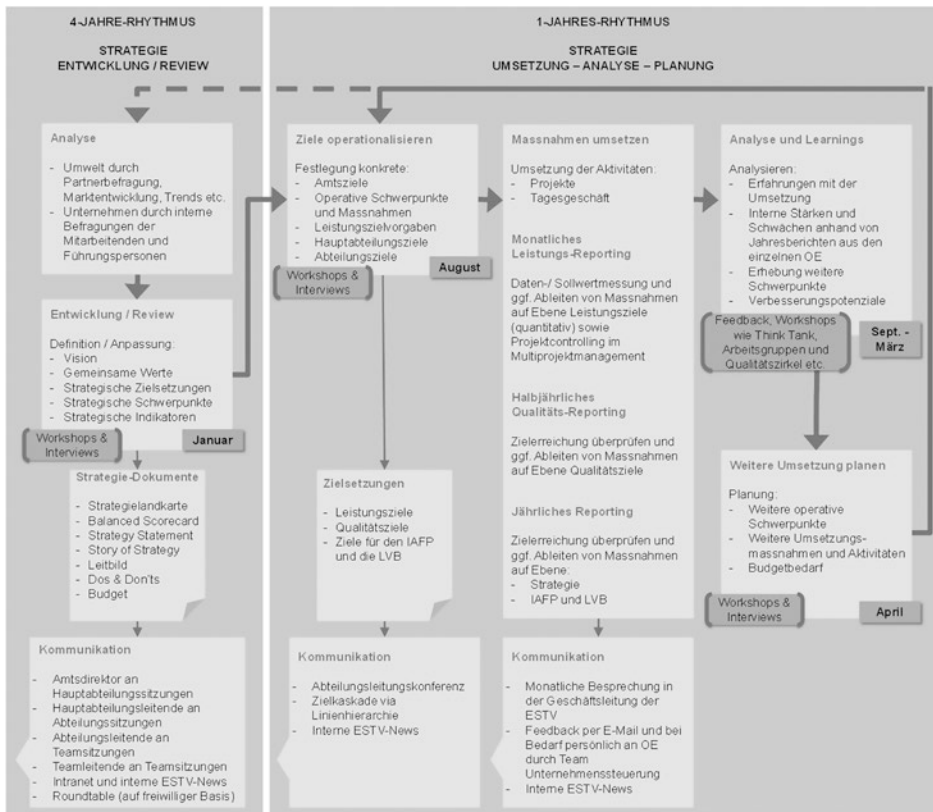 4-JAHRE-RHYTHMUS
STRATEGIE
ENTWICKLUNG / REVIEW
1-JAHRES-RHYTHMUS
STRATEGIE
UMSETZUNG – ANALYSE – PLANUNG
Analyse
- Umwelt durch
Partnerbefragung,
Marktentwicklung, Trends etc.
- Unternehmen durch interne
Befragungen der
Mitarbeitenden und
Führungspersonen
Entwicklung / Review
Definition / Anpassung:
- Vision
- Gemeinsame Werte
- Strategische Zielsetzungen
- Strategische Schwerpunkte
- Strategische Indikatoren
Workshops &
Interviews
Januar
Strategie-Dokumente
- Strategielandkarte
- Balanced Scorecard
- Strategy Statement
- Story of Strategy
- Leitbild
- Dos & Don'ts
- Budget
Kommunikation
- Amtsdirektor an
Hauptabteilungssitzungen
- Hauptabteilungsleitende an
Abteilungssitzungen
- Abteilungsleitende an
Teamsitzungen
- Teamleitende an Teamsitzungen
- Intranet und interne ESTV-News
- Roundtable (auf freiwilliger Basis)
Ziele operationalisieren
Festlegung konkrete:
- Amtsziele
- Operative Schwerpunkte
und Massnahmen
- Leistungszielvorgaben
- Hauptabteilungsziele
- Abteilungsziele
Workshops &
Interviews
August
Zielsetzungen
- Leistungsziele
- Qualitätsziele
- Ziele für den IAFP
und die LVB
Kommunikation
- Abteilungsleitungskonferenz
- Zielkaskade via
Linienhierarchie
- Interne ESTV-News
Massnahmen umsetzen
Umsetzung der Aktivitäten:
- Projekte
- Tagesgeschäft
Monatliches
Leistungs-Reporting
Daten-/ Sollwertmessung und
ggf. Ableiten von Massnahmen
auf Ebene Leistungsziele
(quantitativ) sowie
Projektcontrolling im
Multiprojektmanagement
Halbjährliches
Qualitäts-Reporting
Zielerreichung überprüfen und
ggf. Ableiten von Massnahmen
auf Ebene Qualitätsziele
Jährliches Reporting
Zielerreichung überprüfen und
ggf. Ableiten von Massnahmen
auf Ebene:
- Strategie
- IAFP und LVB
Kommunikation
- Monatliche Besprechung in
der Geschäftsleitung der
ESTV
- Feedback per E-Mail und bei
Bedarf persönlich an OE
durch Team
Unternehmenssteuerung
- Interne ESTV-News
Analyse und Learnings
Analysieren:
- Erfahrungen mit der
Umsetzung
- Interne Stärken und
Schwächen anhand von
Jahresberichten aus den
einzelnen OE
- Erhebung weitere
Schwerpunkte
- Verbesserungspotenziale
Feedback, Workshops
wie Think Tank,
Arbeitsgruppen und
Qualitätszirkel etc.
Sept. -
März
Weitere Umsetzung planen
Planung:
- Weitere operative
Schwerpunkte
- Weitere Umsetzungs-
massnahmen und Aktivitäten
- Budgetbedarf
Workshops &
Interviews
April